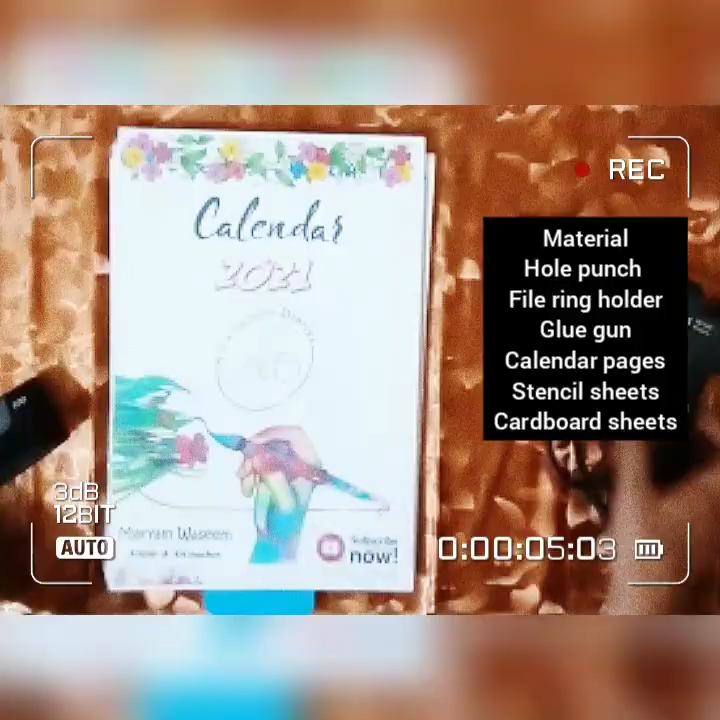 REC
Calendar
2021
Material
Hole punch
File ring holder
Glue gun
Calendar pages
Stencil sheets
Cardboard sheets
3dB
12BIT
AUTO
Maryam Waseem
Subscribe
now!
0:00:05:03